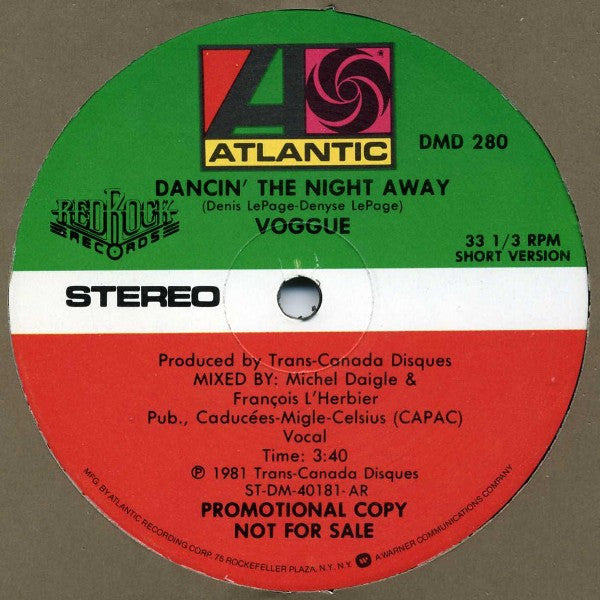 ATLANTIC
DMD 280
DANCIN' THE NIGHT AWAY
(Denis LePage-Denyse LePage)
VOGGUE
REDROCK
RECORDS
33 1/3 RPM
SHORT VERSION
STEREO
Produced by Trans-Canada Disques
MIXED BY: Michel Daigle &
François L'Herbier
Pub., Caducées-Migle-Celsius (CAPAC)
Vocal
Time: 3:40
℗ 1981 Trans-Canada Disques
ST-DM-40181-AR
PROMOTIONAL COPY
NOT FOR SALE
MFG. BY ATLANTIC RECORDING CORP. 75 ROCKEFELLER PLAZA, N.Y. N.Y. A WARNER COMMUNICATIONS COMPANY